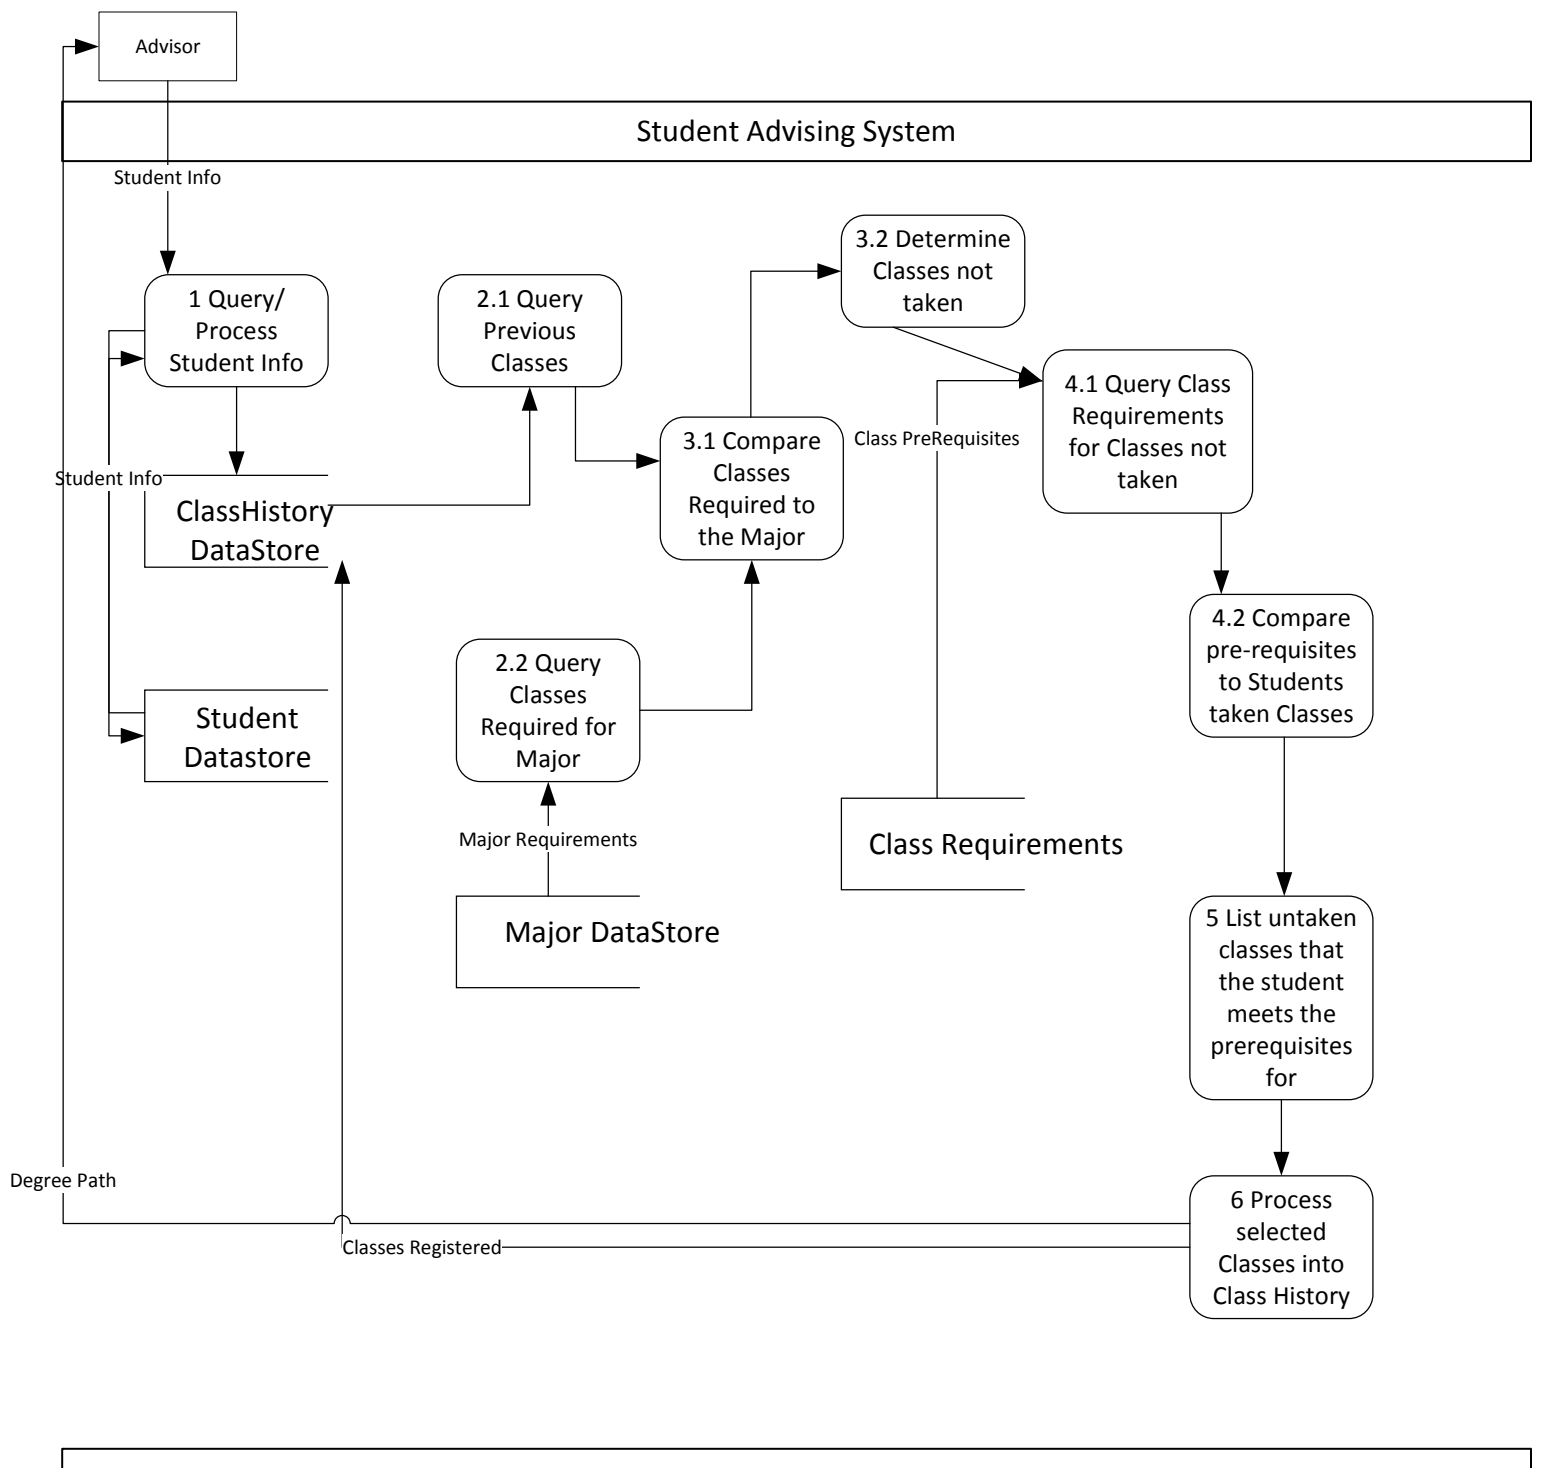 Advisor
Student Advising System
Student Info
3.2 Determine
Classes not
taken
1 Query/
Process
Student Info
2.1 Query
Previous
Classes
4.1 Query Class
Requirements
for Classes not
taken
Class PreRequisites
3.1 Compare
Classes
Required to
the Major
Student Info
ClassHistory
DataStore
4.2 Compare
pre-requisites
to Students
taken Classes
2.2 Query
Classes
Required for
Major
Student
Datastore
Major Requirements
Class Requirements
Major DataStore
5 List untaken
classes that
the student
meets the
prerequisites
for
Degree Path
6 Process
selected
Classes into
Class History
Classes Registered